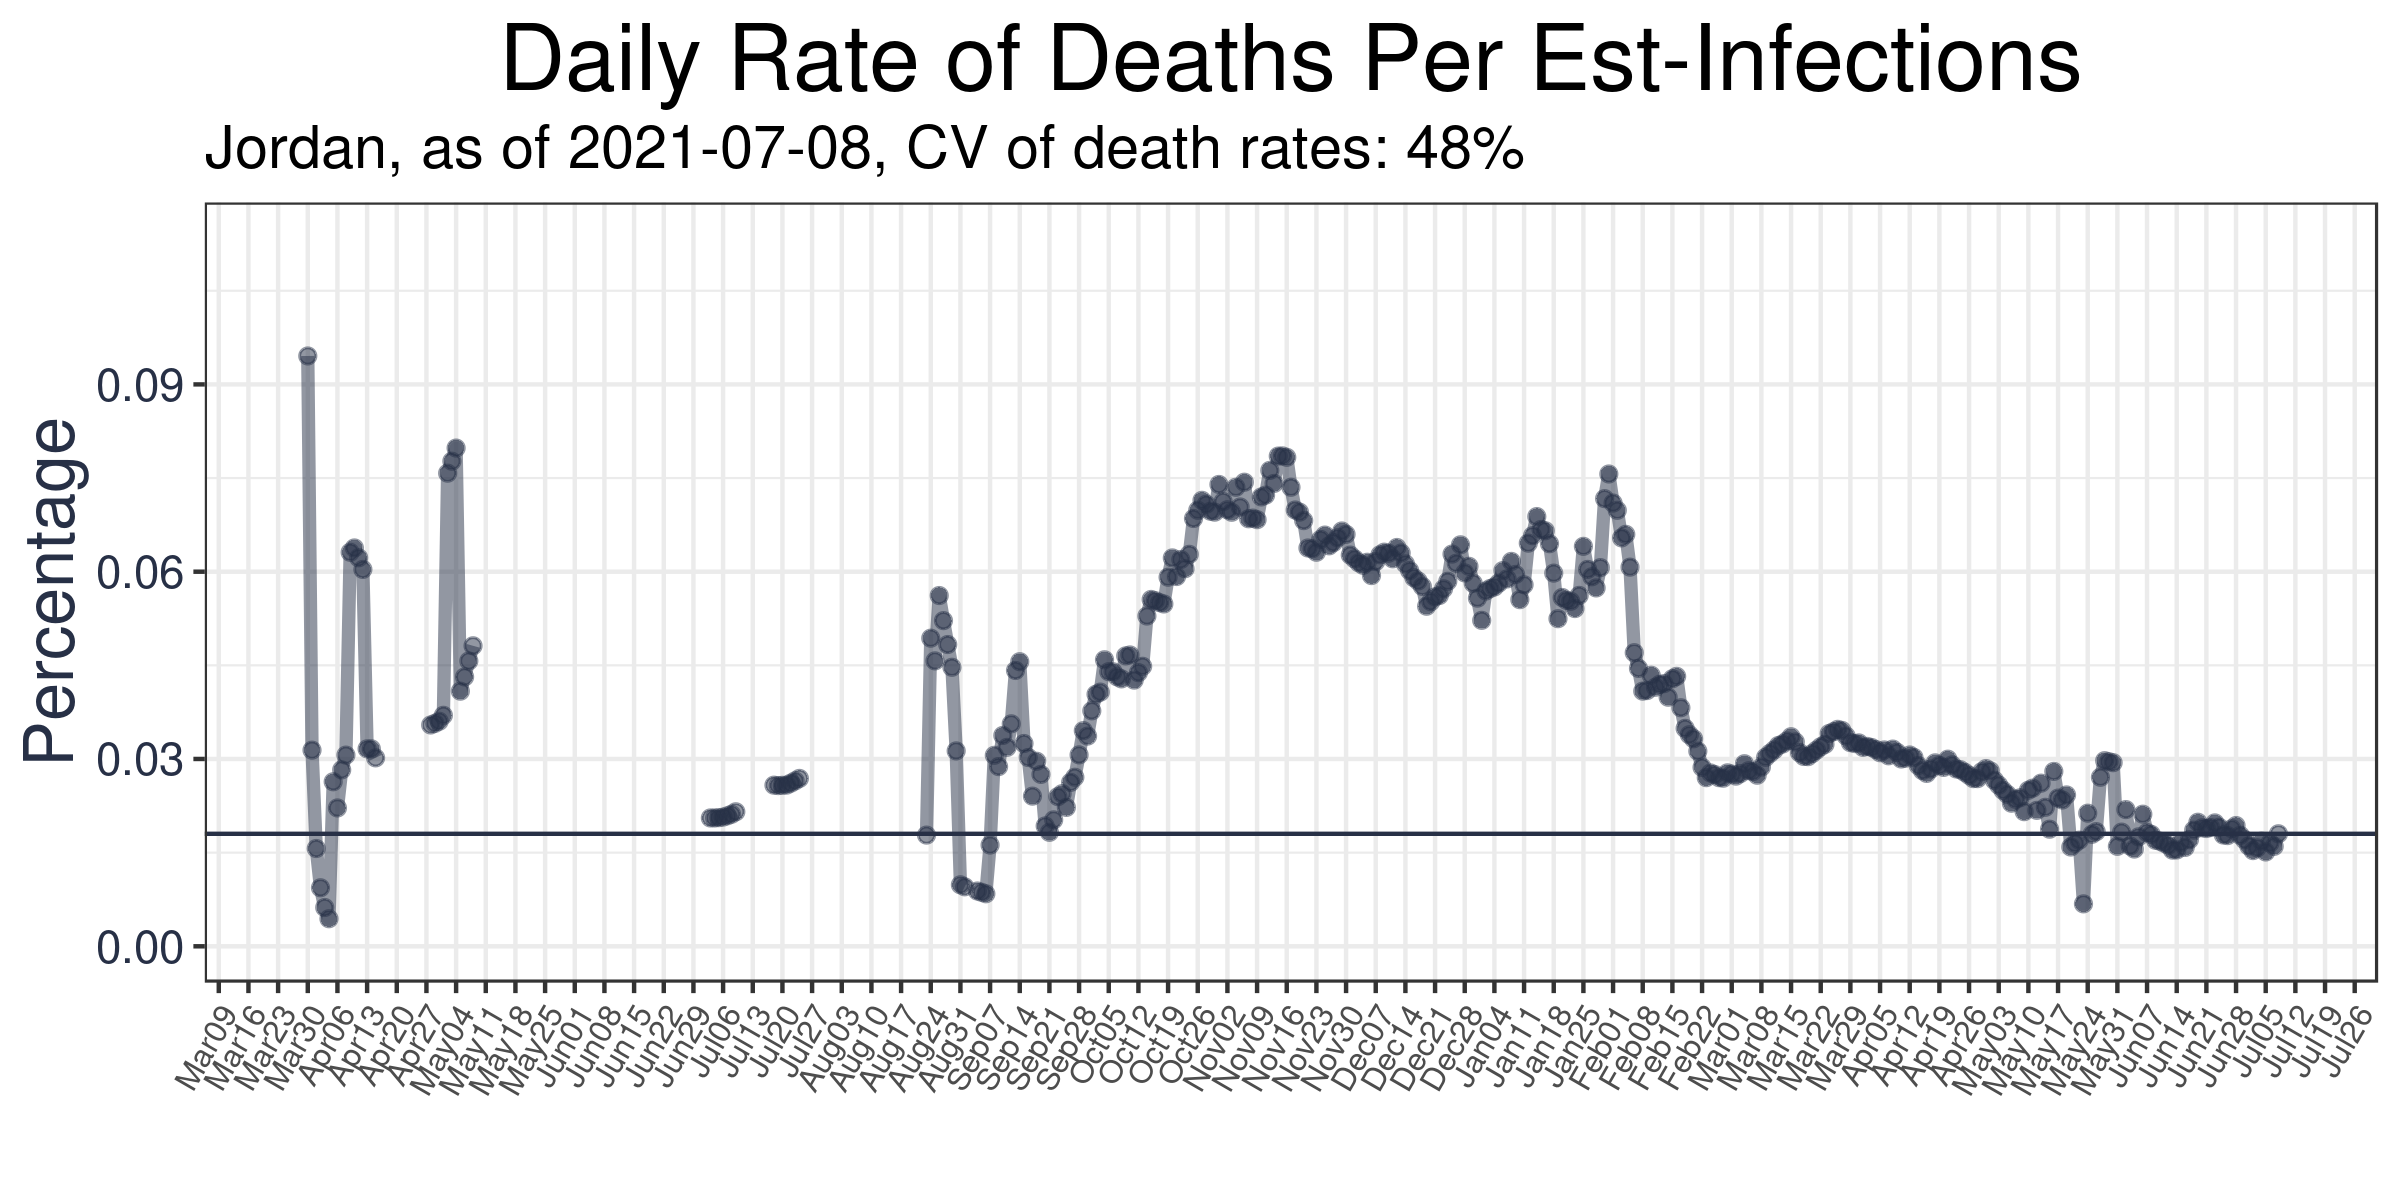 Daily Rate of Deaths Per Est-Infections
Jordan, as of 2021-07-08, CV of death rates: 48%
Percentage
0.09
0.06
0.03
0.00
Mar09
Mar16
Mar23
Mar30
Apr06
Apr13
Apr20
Apr27
May04
May11
May18
May25
Jun01
Jun08
Jun15
Jun22
Jun29
Jul06
Jul13
Jul20
Jul27
Aug03
Aug10
Aug17
Aug24
Aug31
Sep07
Sep14
Sep21
Sep28
Oct05
Oct12
Oct19
Oct26
Nov02
Nov09
Nov16
Nov23
Nov30
Dec07
Dec14
Dec21
Dec28
Jan04
Jan11
Jan18
Jan25
Feb01
Feb08
Feb15
Feb22
Mar01
Mar08
Mar15
Mar22
Mar29
Apr05
Apr12
Apr19
Apr26
May03
May10
May17
May24
May31
Jun07
Jun14
Jun21
Jun28
Jul05
Jul12
Jul19
Jul26